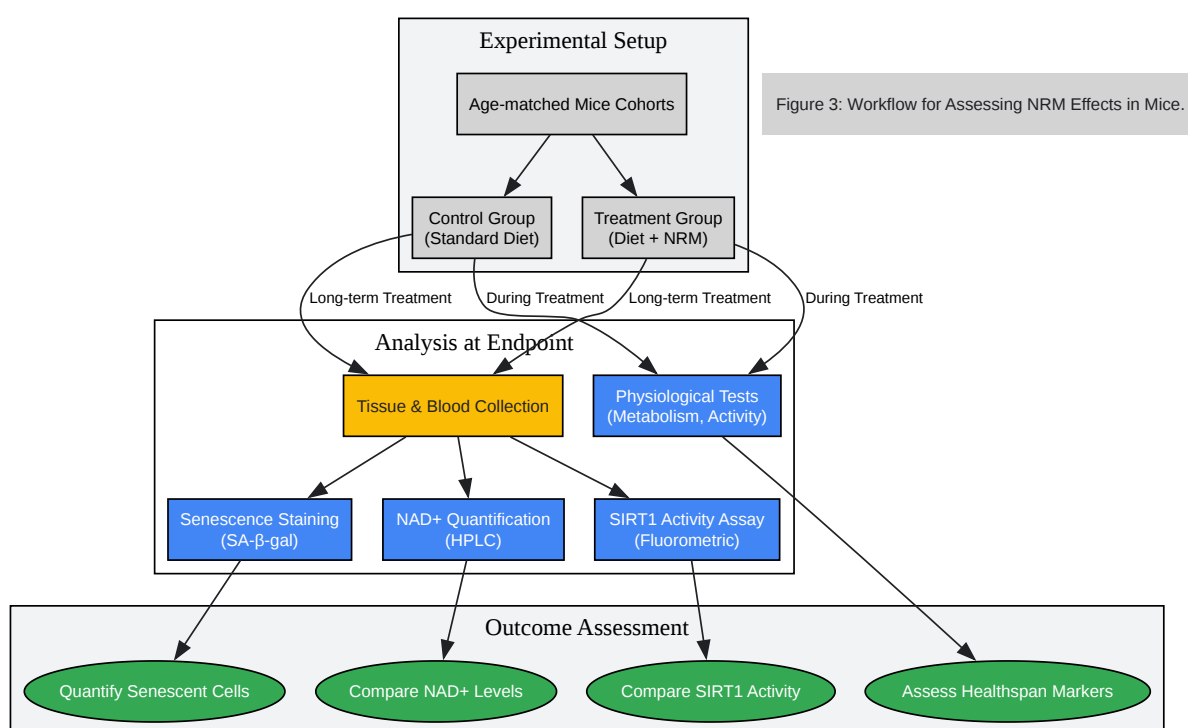 Experimental Setup
Age-matched Mice Cohorts
Figure 3: Workflow for Assessing NRM Effects in Mice.
Control Group
(Standard Diet)
Treatment Group
(Diet + NRM)
Long-term Treatment
During Treatment
Long-term Treatment
During Treatment
Analysis at Endpoint
Tissue & Blood Collection
Physiological Tests
(Metabolism, Activity)
Senescence Staining
(SA-β-gal)
NAD+ Quantification
(HPLC)
SIRT1 Activity Assay
(Fluorometric)
Outcome Assessment
Quantify Senescent Cells
Compare NAD+ Levels
Compare SIRT1 Activity
Assess Healthspan Markers